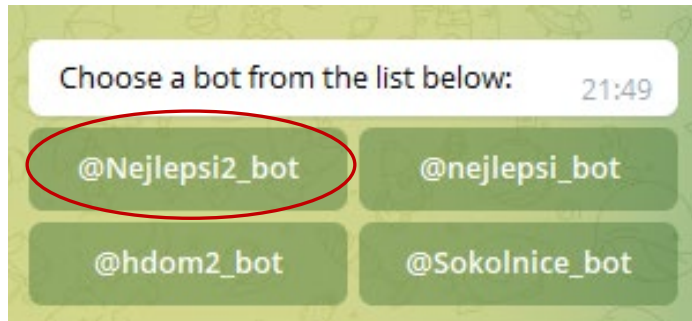 Choose a bot from the list below:
21:49
@Nejlepsi2_bot @nejlepsi_bot
@hdom2_bot @Sokolnice_bot